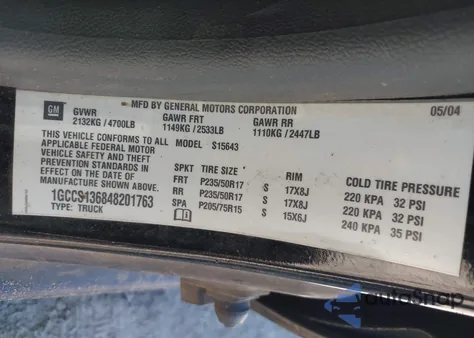 MFD BY GENERAL MOTORS CORPORATION 05/04
GM GVWR GAWR FRT GAWR RR
2132KG / 4700LB 1149KG / 2533LB 1110KG / 2447LB
THIS VEHICLE CONFORMS TO ALL MODEL S15643
APPLICABLE FEDERAL MOTOR
VEHICLE SAFETY AND THEFT
PREVENTION STANDARDS IN
EFFECT ON THE DATE OF
MANUFACTURE SHOWN ABOVE.
1GCCS136848201763
TYPE: TRUCK
SPKT TIRE SIZE RIM COLD TIRE PRESSURE
FRT P235/50R17 S 17X8J 220 KPA 32 PSI
RR P235/50R17 S 17X8J 220 KPA 32 PSI
SPA P205/75R15 S 15X6J 240 KPA 35 PSI
autoSnap